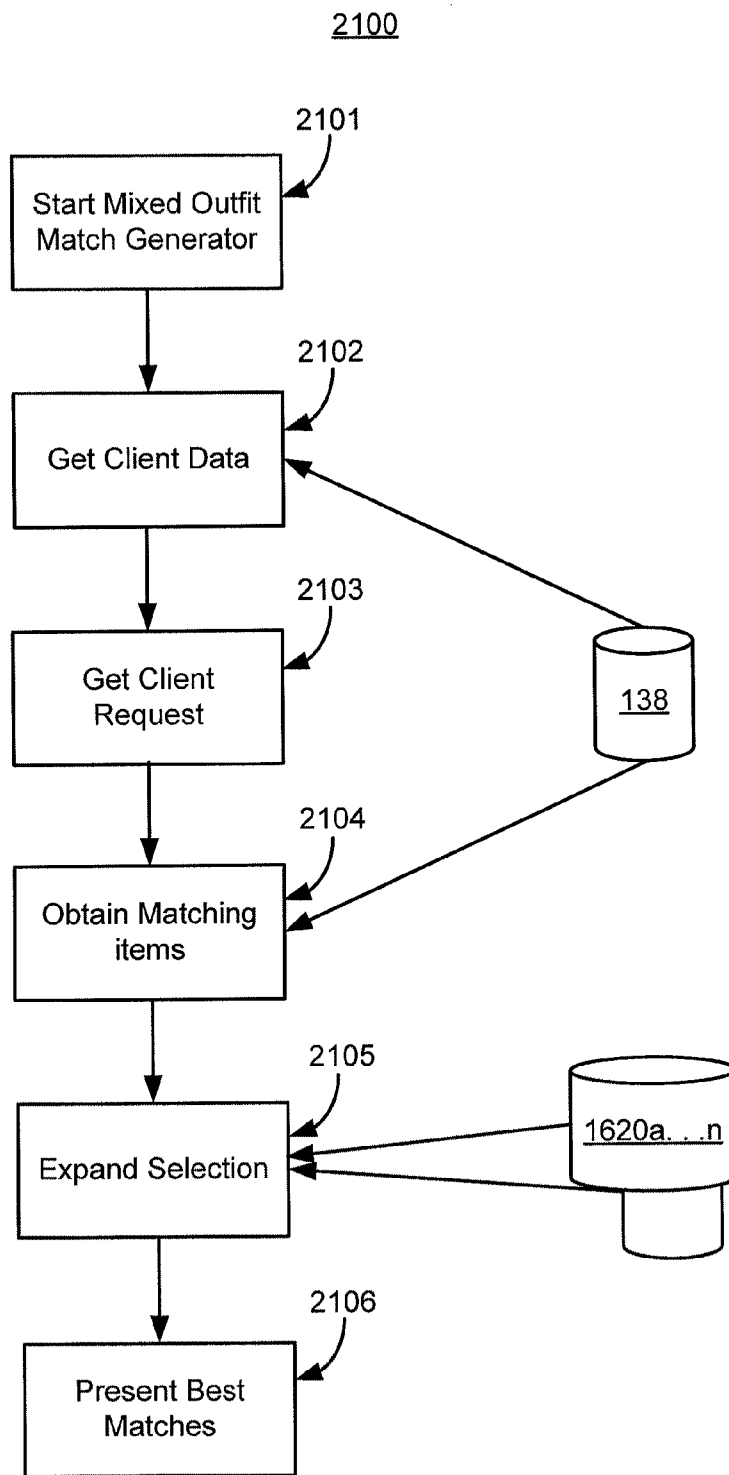 2100
2101
Start Mixed Outfit
Match Generator
2102
Get Client Data
2103
Get Client
Request
138
2104
Obtain Matching
items
2105
Expand Selection
1620a. . .n
2106
Present Best
Matches